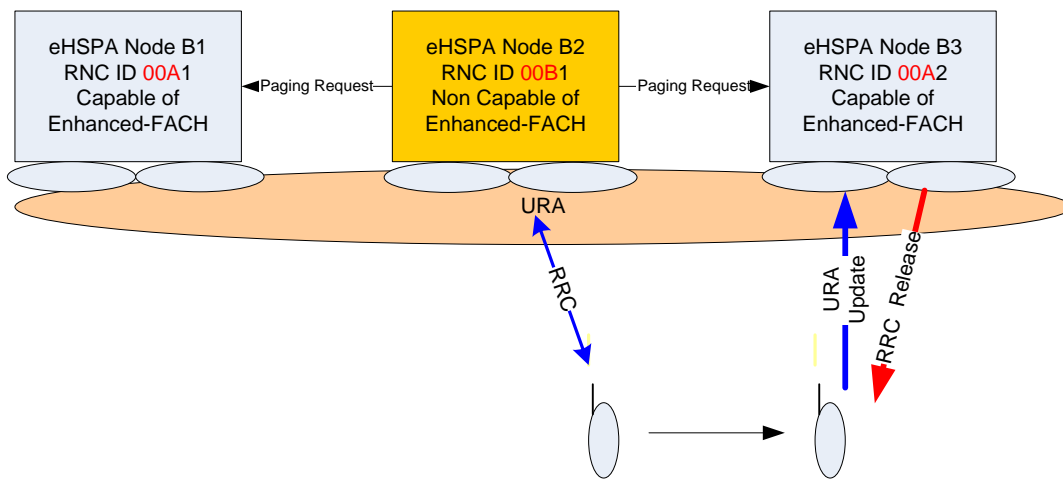 eHSPA Node B1
RNC ID 00A1
Capable of
Enhanced-FACH
Paging Request
eHSPA Node B2
RNC ID 00B1
Non Capable of
Enhanced-FACH
Paging Request
eHSPA Node B3
RNC ID 00A2
Capable of
Enhanced-FACH
URA
RRC
URA
Update
RRC Release